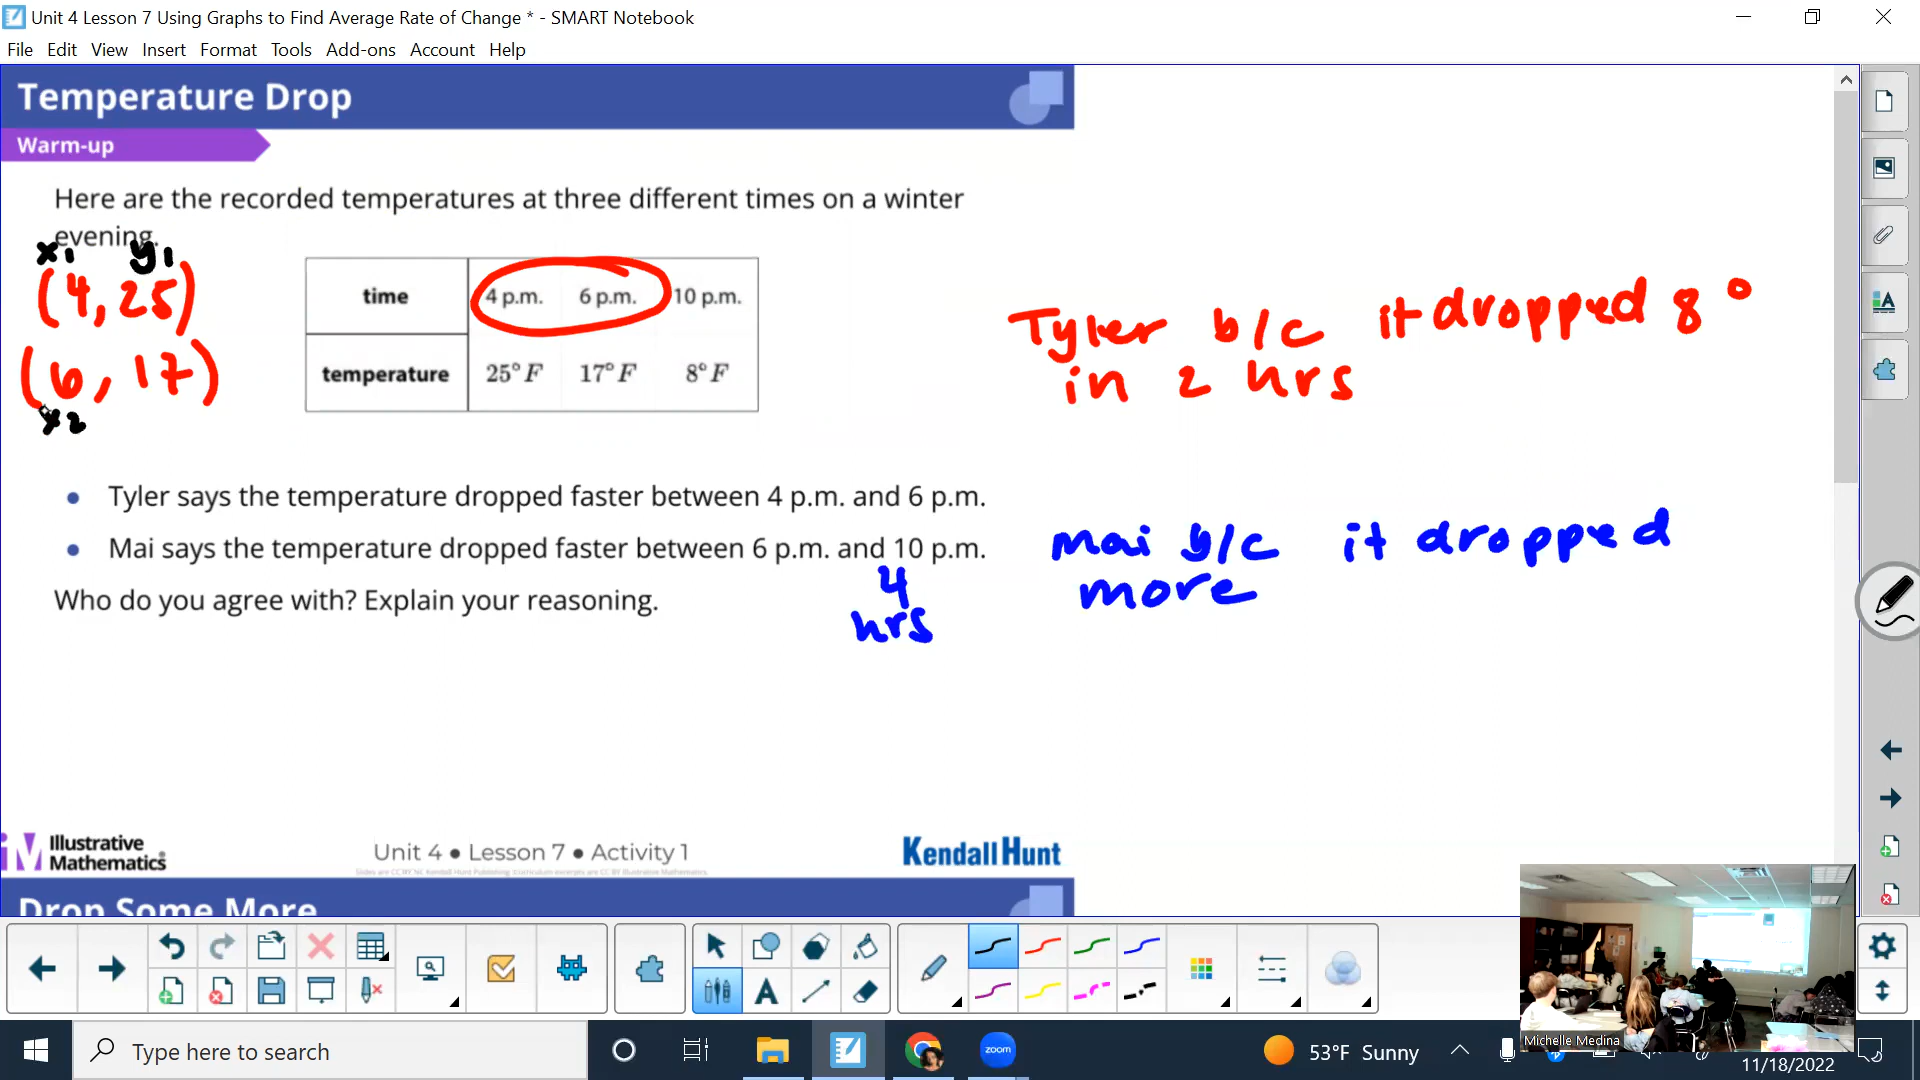 Unit 4 Lesson 7 Using Graphs to Find Average Rate of Change * - SMART Notebook
File Edit View Insert Format Tools Add-ons Account Help
Temperature Drop
Warm-up
Here are the recorded temperatures at three different times on a winter
evening.
x1 y1
(4, 25)
(6, 17)
x2
time 4 p.m. 6 p.m. 10 p.m.
temperature 25° F 17° F 8° F
Tyler b/c it dropped 8°
in 2 hrs
Tyler says the temperature dropped faster between 4 p.m. and 6 p.m.
Mai says the temperature dropped faster between 6 p.m. and 10 p.m.
Who do you agree with? Explain your reasoning.
4
hrs
mai b/c it dropped
more
Illustrative
Mathematics
Unit 4 ● Lesson 7 ● Activity 1
Kendall Hunt
Drop Some More
Michelle Medina
Type here to search
zoom
53°F Sunny
11/18/2022